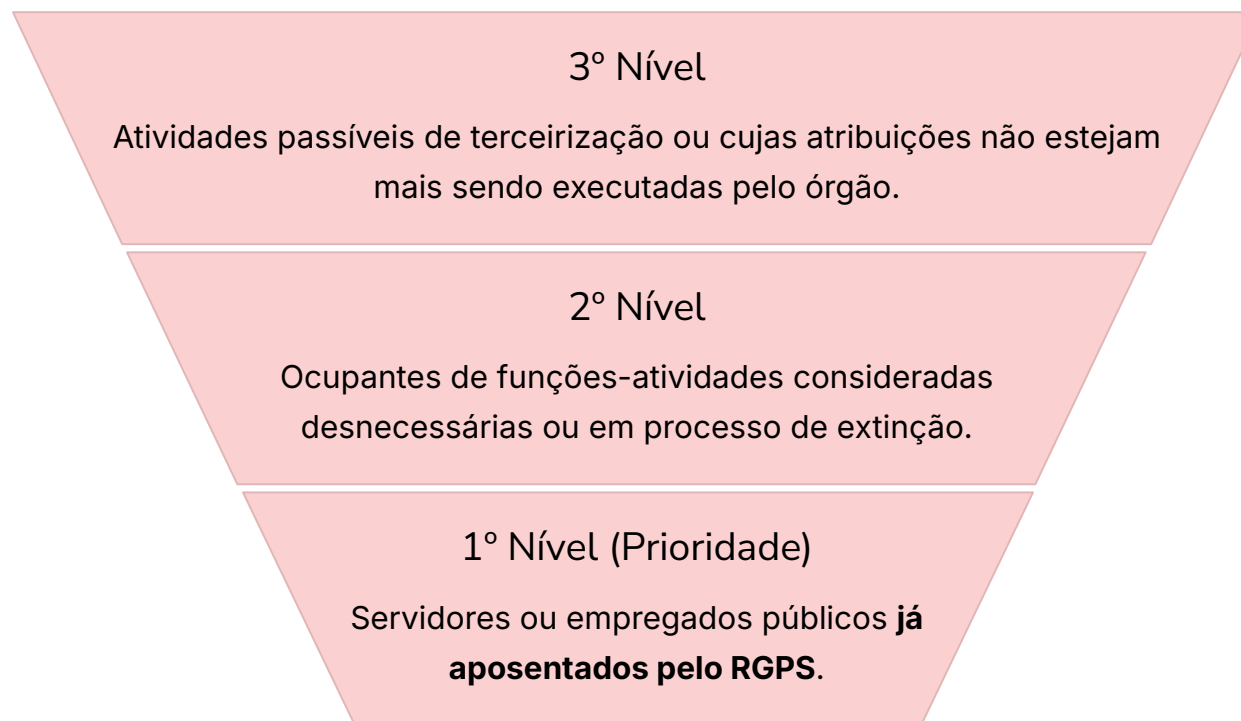 3º Nível
Atividades passíveis de terceirização ou cujas atribuições não estejam
mais sendo executadas pelo órgão.
2º Nível
Ocupantes de funções-atividades consideradas
desnecessárias ou em processo de extinção.
1º Nível (Prioridade)
Servidores ou empregados públicos já
aposentados pelo RGPS.